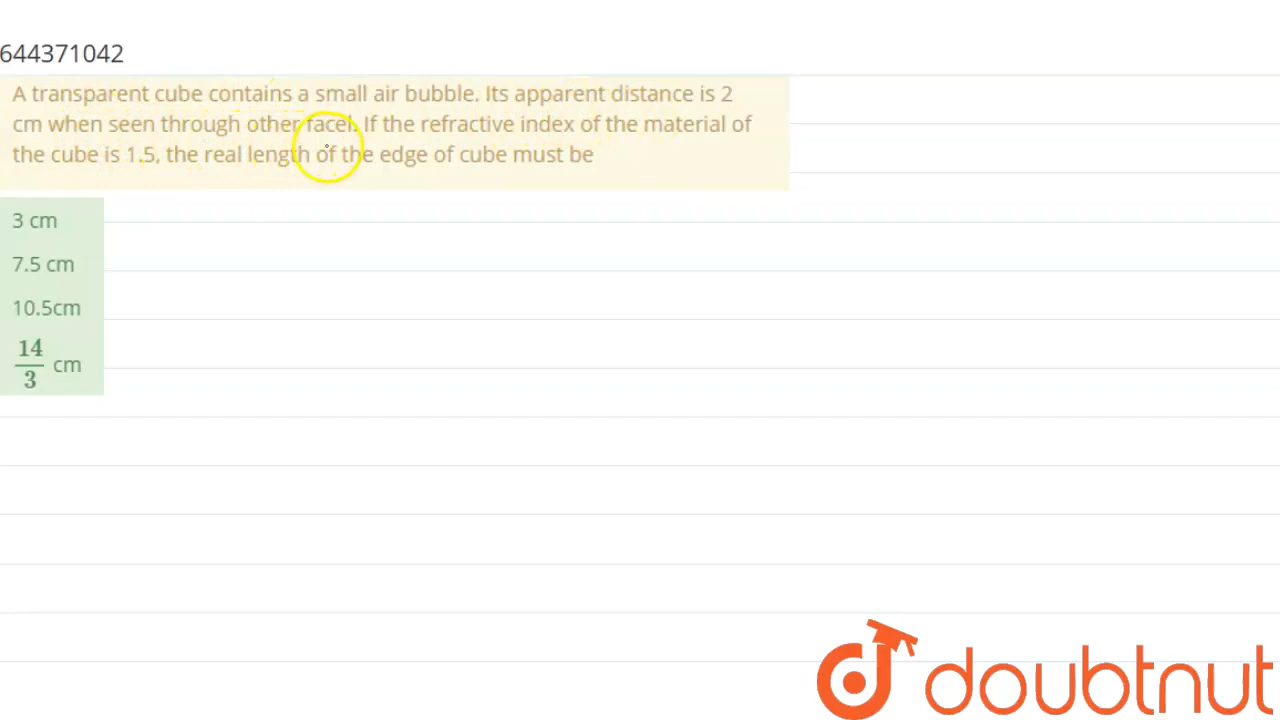 644371042
A transparent cube contains a small air bubble. Its apparent distance is 2
cm when seen through other facel. If the refractive index of the material of
the cube is 1.5, the real length of the edge of cube must be
3 cm
7.5 cm
10.5cm
14/3 cm
doubtnut